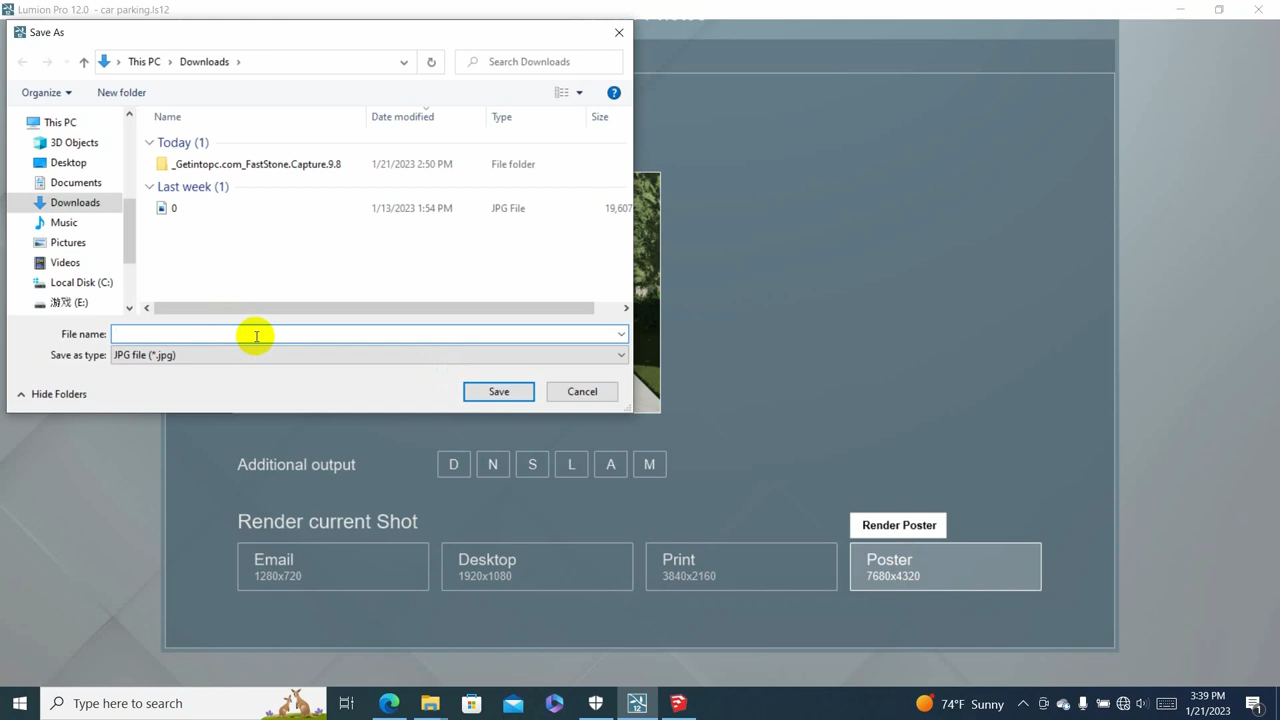 Lumion Pro 12.0 - car parking.ls12
Save As
This PC
Downloads
Search Downloads
Organize
New folder
Name
Date modified
Type
Size
This PC
3D Objects
Desktop
Documents
Downloads
Music
Pictures
Videos
Local Disk (C:)
游戏 (E:)
Today (1)
_Getintopc.com_FastStone.Capture.9.8
1/21/2023 2:50 PM
File folder
Last week (1)
0
1/13/2023 1:54 PM
JPG File
19,607
File name:
Save as type:
JPG file (*.jpg)
Hide Folders
Save
Cancel
Additional output
D N S L A M
Render current Shot
Render Poster
Email
1280x720
Desktop
1920x1080
Print
3840x2160
Poster
7680x4320
Type here to search
12
74°F Sunny
3:39 PM
1/21/2023
1